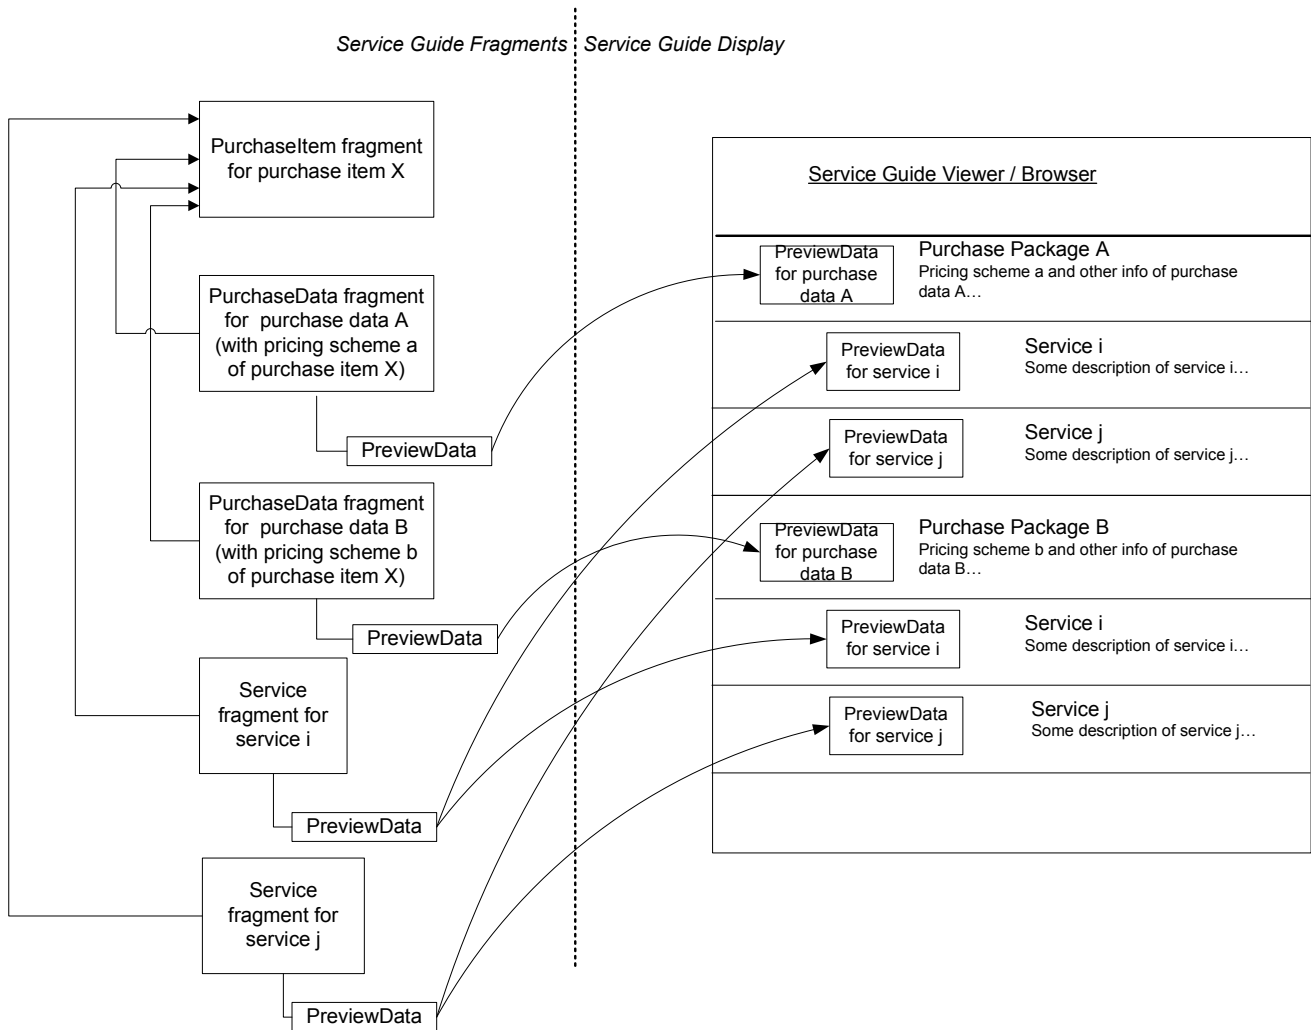 Service Guide Fragments
Service Guide Display
PurchaseItem fragment
for purchase item X
PurchaseData fragment
for purchase data A
(with pricing scheme a
of purchase item X)
PreviewData
PurchaseData fragment
for purchase data B
(with pricing scheme b
of purchase item X)
PreviewData
Service
fragment for
service i
PreviewData
Service
fragment for
service j
PreviewData
Service Guide Viewer / Browser
PreviewData
for purchase
data A
Purchase Package A
Pricing scheme a and other info of purchase
data A…
PreviewData
for service i
Service i
Some description of service i…
PreviewData
for service j
Service j
Some description of service j…
PreviewData
for purchase
data B
Purchase Package B
Pricing scheme b and other info of purchase
data B…
PreviewData
for service i
Service i
Some description of service i…
PreviewData
for service j
Service j
Some description of service j…